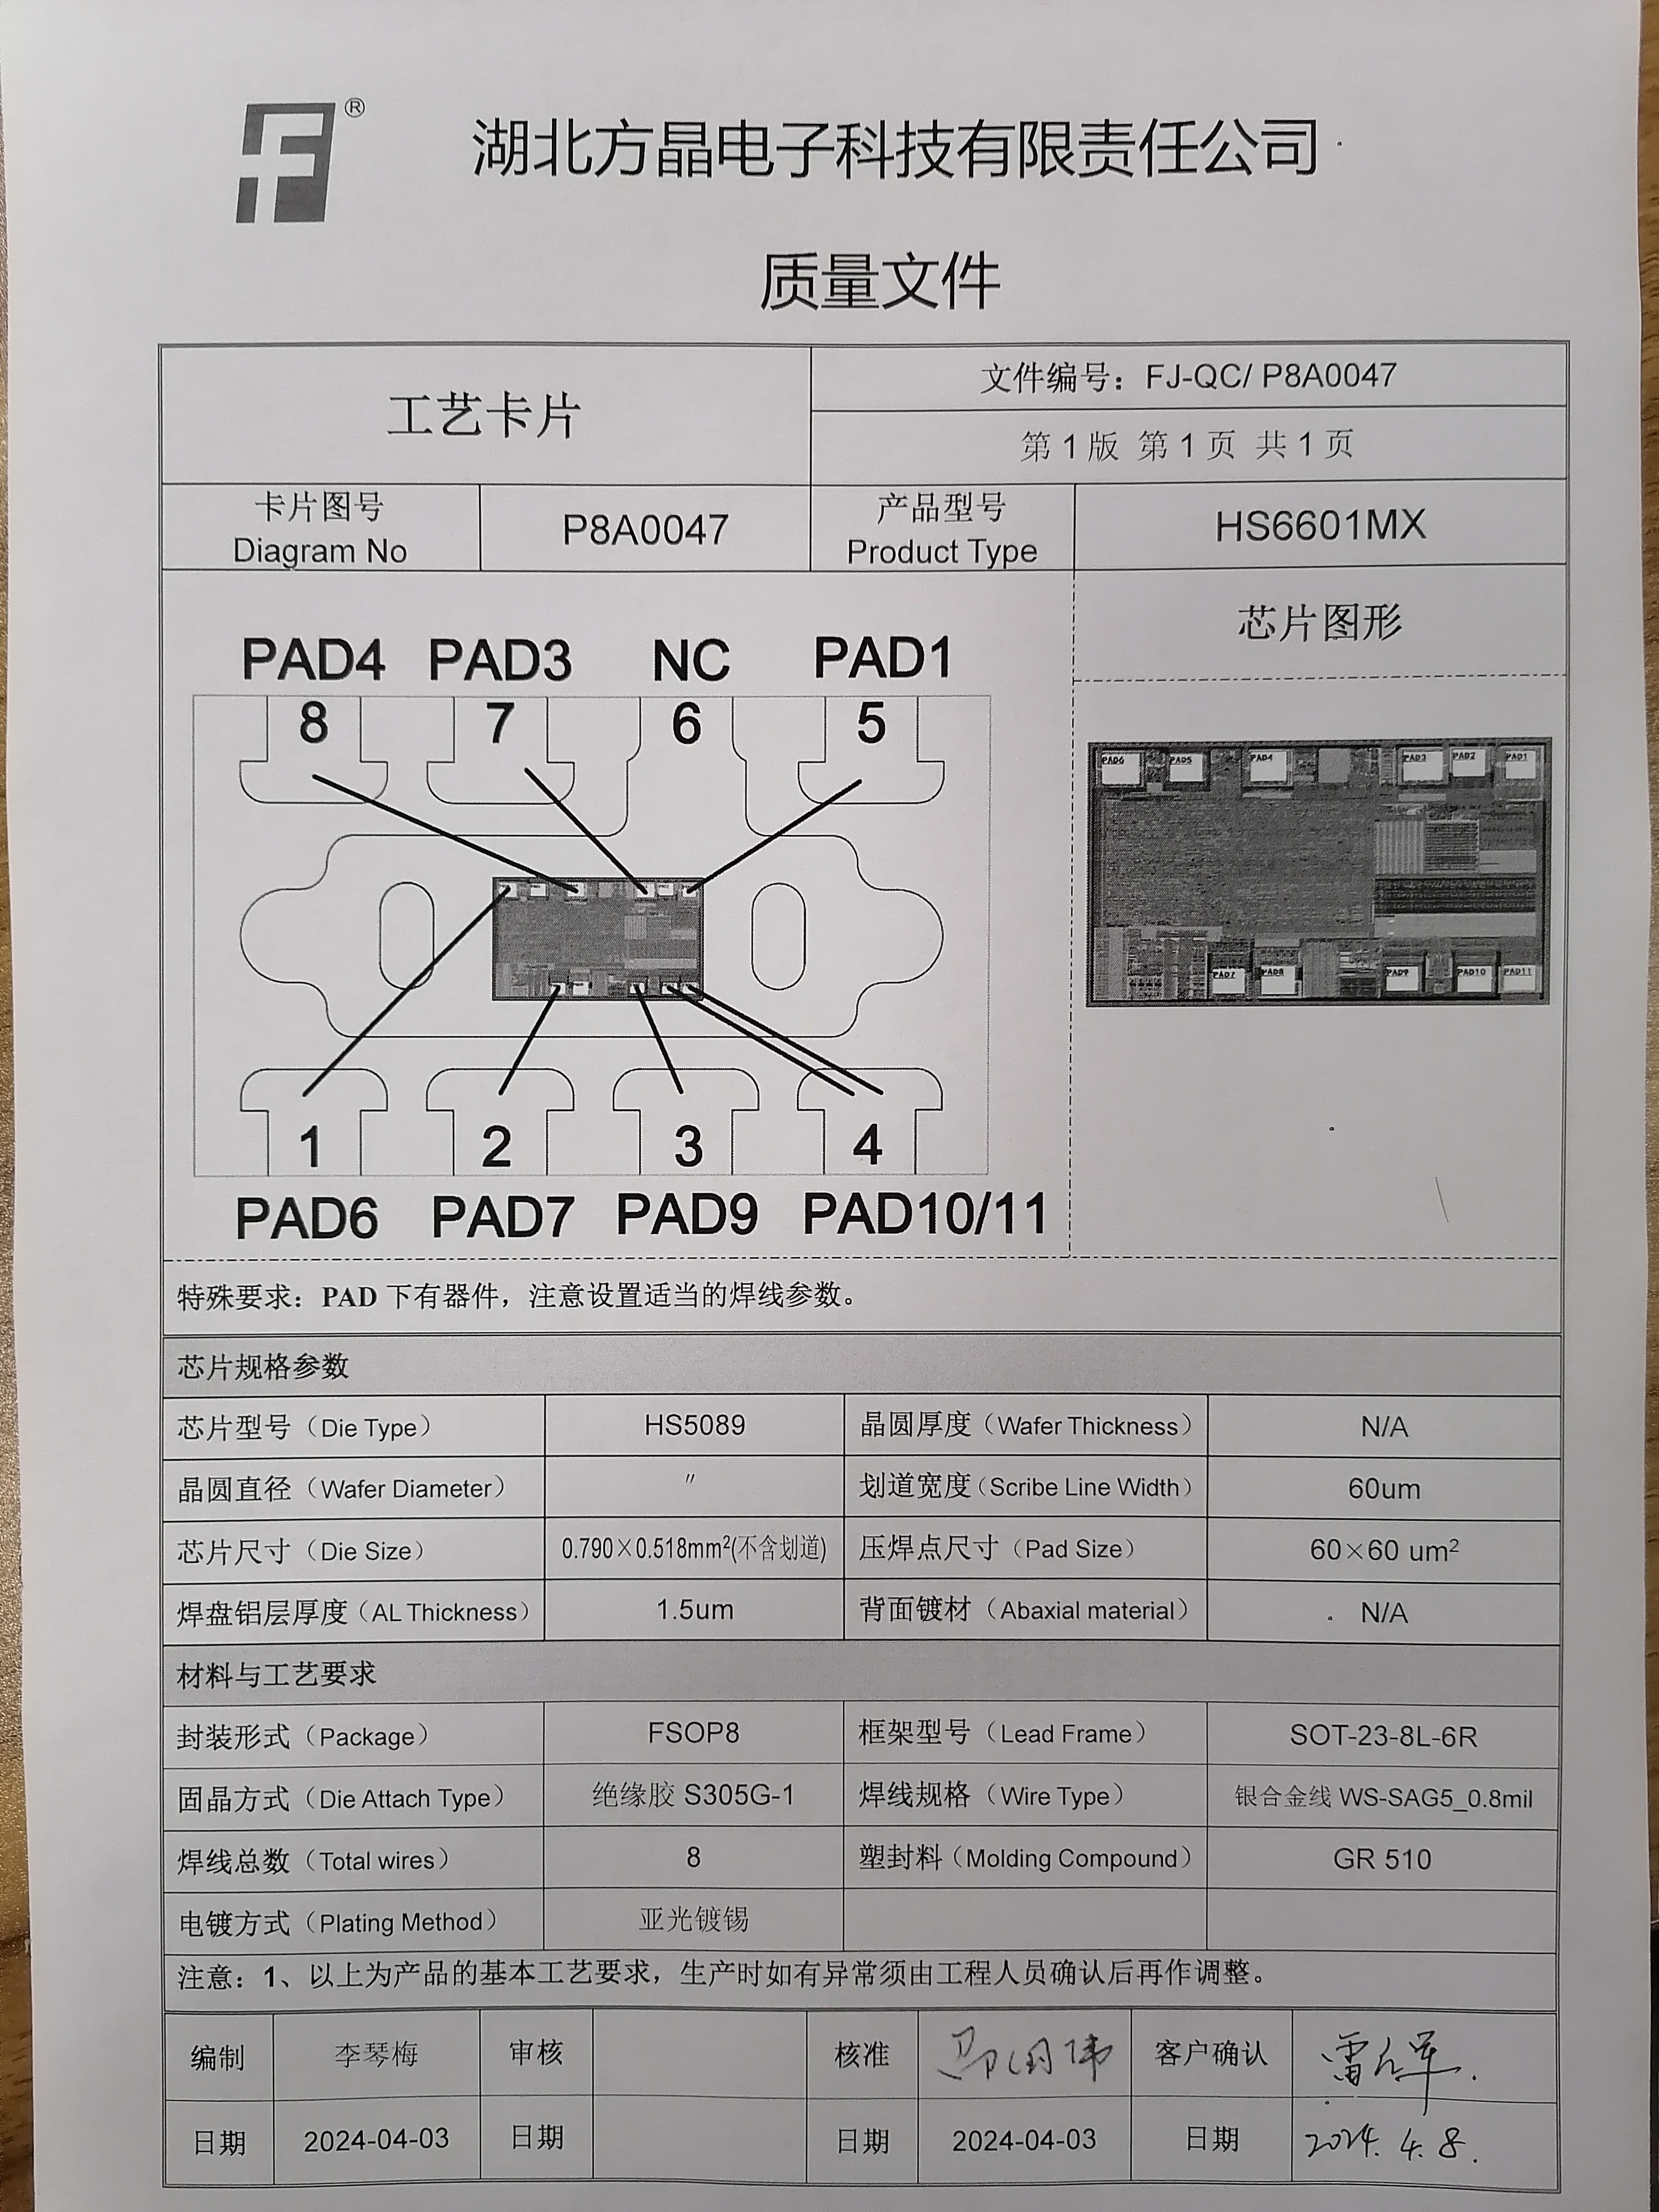 ®
湖北方晶电子科技有限责任公司
质量文件
工艺卡片
文件编号：FJ-QC/ P8A0047
第 1 版 第 1 页 共 1 页
卡片图号
Diagram No
P8A0047
产品型号
Product Type
HS6601MX
芯片图形
PAD4 PAD3 NC PAD1
8 7 6 5
1 2 3 4
PAD6 PAD7 PAD9 PAD10/11
PAD6 PAD5 PAD4 PAD3 PAD2 PAD1
PAD7 PAD8 PAD9 PAD10 PAD11
特殊要求：PAD 下有器件，注意设置适当的焊线参数。
芯片规格参数
芯片型号（Die Type） HS5089 晶圆厚度（Wafer Thickness） N/A
晶圆直径（Wafer Diameter） ″ 划道宽度（Scribe Line Width） 60um
芯片尺寸（Die Size） 0.790×0.518mm²(不含划道) 压焊点尺寸（Pad Size） 60×60 um²
焊盘铝层厚度（AL Thickness） 1.5um 背面镀材（Abaxial material） N/A
材料与工艺要求
封装形式（Package） FSOP8 框架型号（Lead Frame） SOT-23-8L-6R
固晶方式（Die Attach Type） 绝缘胶 S305G-1 焊线规格（Wire Type） 银合金线 WS-SAG5_0.8mil
焊线总数（Total wires） 8 塑封料（Molding Compound） GR 510
电镀方式（Plating Method） 亚光镀锡
注意：1、以上为产品的基本工艺要求，生产时如有异常须由工程人员确认后再作调整。
编制 李琴梅 审核 核准 客户确认
日期 2024-04-03 日期 日期 2024-04-03 日期 2024.4.8.